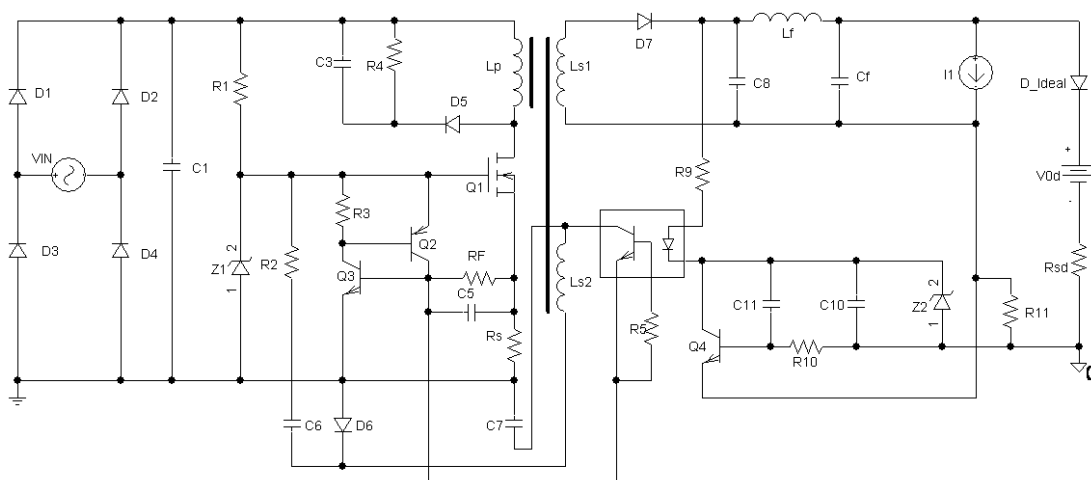 D1
D2
VIN
+
D3
D4
C1
R1
Z1
2
1
R2
C3
R4
D5
Lp
Q1
R3
Q2
Q3
RF
C5
Rs
C6
D6
C7
Ls1
Ls2
D7
Lf
C8
Cf
I1
D_Ideal
+
V0d
-
Rsd
R9
R5
C11
C10
Z2
2
1
R11
Q4
R10
0